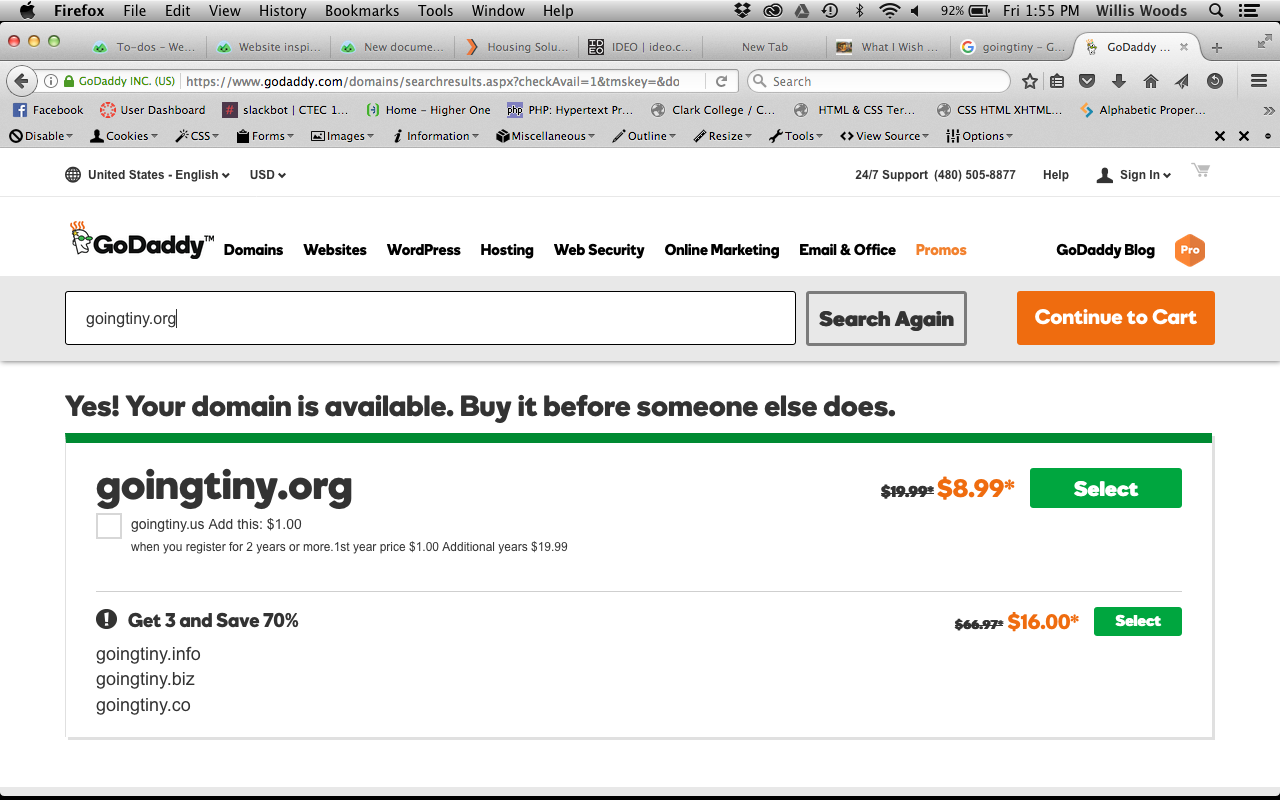 Firefox File Edit View History Bookmarks Tools Window Help 92% Fri 1:55 PM Willis Woods
To-dos - We... Website inspi... New docume... Housing Solu... IDEO | ideo.c... New Tab What I Wish ... goingtiny - G... GoDaddy ...
GoDaddy INC. (US) https://www.godaddy.com/domains/searchresults.aspx?checkAvail=1&tmskey=&do Search
Facebook User Dashboard slackbot | CTEC 1... Home - Higher One PHP: Hypertext Pr... Clark College / C... HTML & CSS Ter... CSS HTML XHTML... Alphabetic Proper...
Disable Cookies CSS Forms Images Information Miscellaneous Outline Resize Tools View Source Options
United States - English USD 24/7 Support (480) 505-8877 Help Sign In
GoDaddy™ Domains Websites WordPress Hosting Web Security Online Marketing Email & Office Promos GoDaddy Blog Pro
goingtiny.org Search Again Continue to Cart
Yes! Your domain is available. Buy it before someone else does.
goingtiny.org $19.99* $8.99* Select
goingtiny.us Add this: $1.00
when you register for 2 years or more.1st year price $1.00 Additional years $19.99
Get 3 and Save 70% $66.97* $16.00* Select
goingtiny.info
goingtiny.biz
goingtiny.co